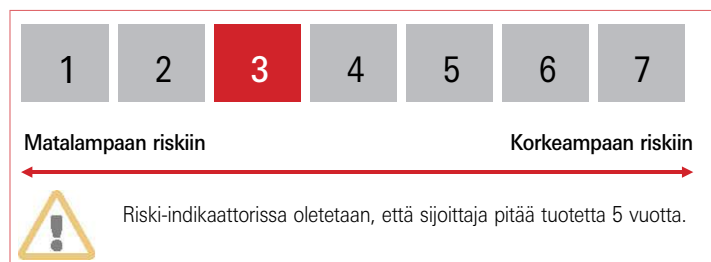 1 2 3 4 5 6 7
Matalampaan riskiin Korkeampaan riskiin
Riski-indikaattorissa oletetaan, että sijoittaja pitää tuotetta 5 vuotta.